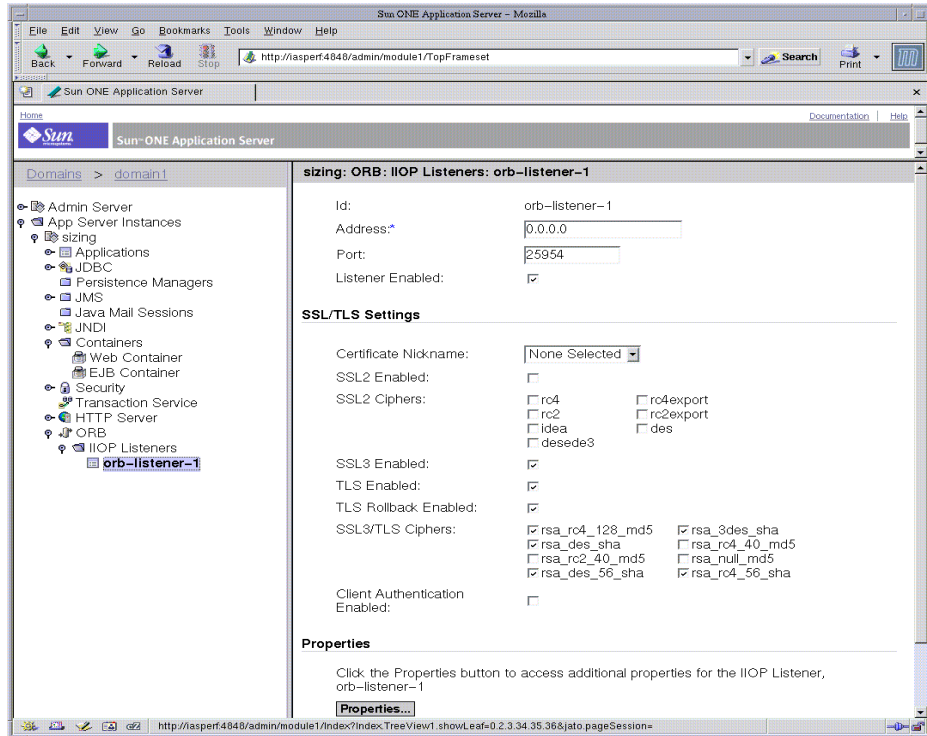 Sun ONE Application Server – Mozilla
File Edit View Go Bookmarks Tools Window Help
Back Forward Reload Stop http://iasperf:4848/admin/module1/TopFrameset Search Print
Sun ONE Application Server
Home Documentation Help
Sun microsystems Sun ONE Application Server
Domains > domain1
Admin Server
App Server Instances
sizing
Applications
JDBC
Persistence Managers
JMS
Java Mail Sessions
JNDI
Containers
Web Container
EJB Container
Security
Transaction Service
HTTP Server
ORB
IIOP Listeners
orb–listener–1
sizing: ORB: IIOP Listeners: orb–listener–1
Id: orb–listener–1
Address:* 0.0.0.0
Port: 25954
Listener Enabled:
SSL/TLS Settings
Certificate Nickname: None Selected
SSL2 Enabled:
SSL2 Ciphers: rc4 rc4export
rc2 rc2export
idea des
desede3
SSL3 Enabled:
TLS Enabled:
TLS Rollback Enabled:
SSL3/TLS Ciphers: rsa_rc4_128_md5 rsa_3des_sha
rsa_des_sha rsa_rc4_40_md5
rsa_rc2_40_md5 rsa_null_md5
rsa_des_56_sha rsa_rc4_56_sha
Client Authentication
Enabled:
Properties
Click the Properties button to access additional properties for the IIOP Listener,
orb–listener–1
Properties...
http://iasperf:4848/admin/module1/Index?Index.TreeView1.showLeaf=0.2.3.34.35.36&jato.pageSession=